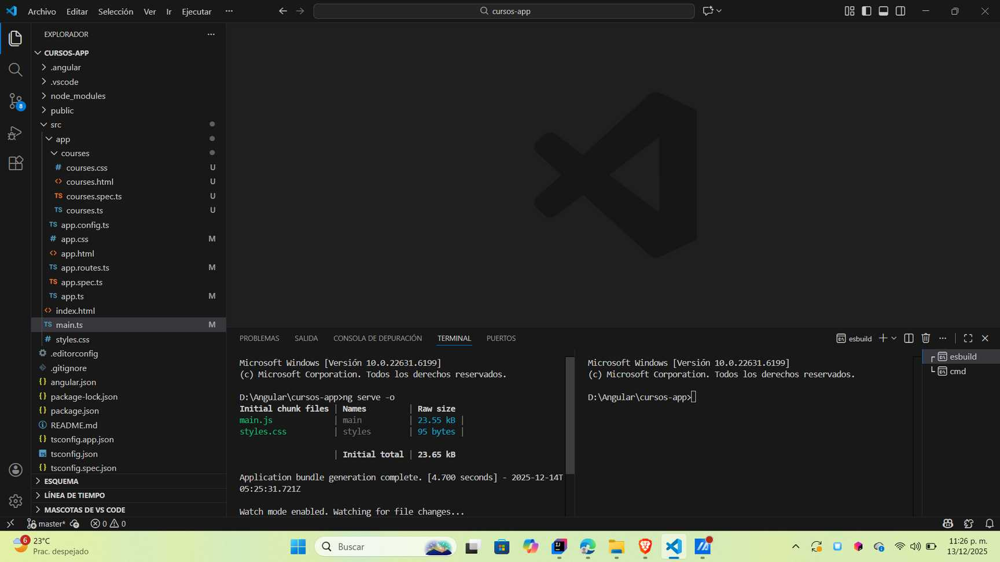 Archivo Editar Selección Ver Ir Ejecutar ···
cursos-app
EXPLORADOR
CURSOS-APP
.angular
.vscode
node_modules
public
src
app
courses
# courses.css U
<> courses.html U
TS courses.spec.ts U
TS courses.ts U
TS app.config.ts
# app.css M
<> app.html
TS app.routes.ts M
TS app.spec.ts
TS app.ts M
<> index.html
TS main.ts M
# styles.css
.editorconfig
.gitignore
{} angular.json
{} package-lock.json
{} package.json
README.md
{} tsconfig.app.json
TS tsconfig.json
{} tsconfig.spec.json
ESQUEMA
LÍNEA DE TIEMPO
MASCOTAS DE VS CODE
8
PROBLEMAS SALIDA CONSOLA DE DEPURACIÓN TERMINAL PUERTOS
esbuild
Microsoft Windows [Versión 10.0.22631.6199]
(c) Microsoft Corporation. Todos los derechos reservados.
D:\Angular\cursos-app>ng serve -o
Initial chunk files | Names | Raw size
main.js | main | 23.55 kB |
styles.css | styles | 95 bytes |
| Initial total | 23.65 kB
Application bundle generation complete. [4.700 seconds] - 2025-12-14T
05:25:31.721Z
Watch mode enabled. Watching for file changes...
Microsoft Windows [Versión 10.0.22631.6199]
(c) Microsoft Corporation. Todos los derechos reservados.
D:\Angular\cursos-app>
esbuild
cmd
master* 0 0
6
23°C
Prac. despejado
Buscar
11:26 p. m.
13/12/2025